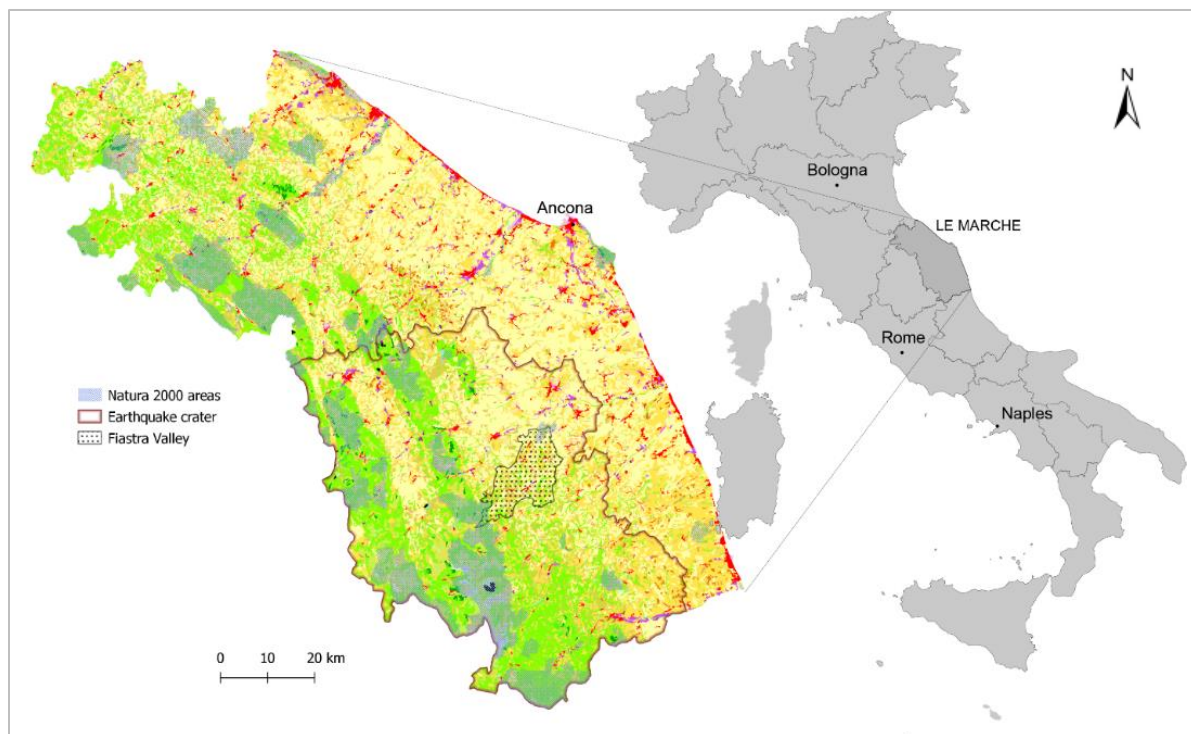 N
Bologna
Ancona
LE MARCHE
Rome
Natura 2000 areas
Earthquake crater
Fiastra Valley
Naples
0 10 20 km